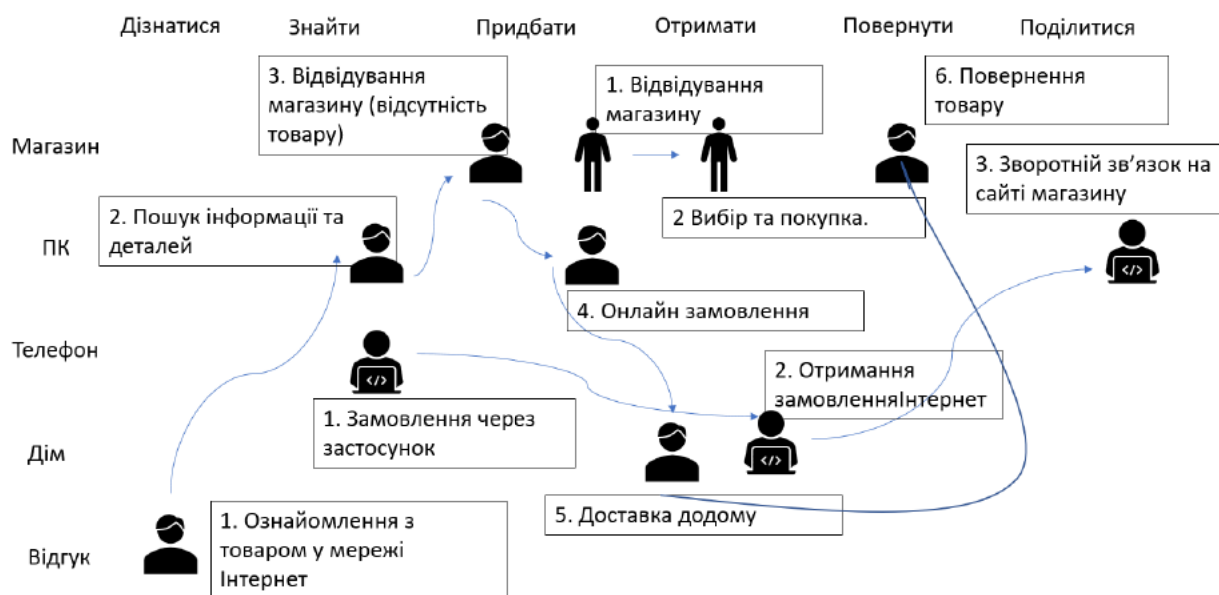 Дізнатися Знайти Придбати Отримати Повернути Поділитися
3. Відвідування
магазину (відсутність
товару)
1. Відвідування
магазину
6. Повернення
товару
Магазин
3. Зворотній зв’язок на
сайті магазину
2. Пошук інформації та
деталей
2 Вибір та покупка.
ПК
4. Онлайн замовлення
Телефон
2. Отримання
замовленняІнтернет
1. Замовлення через
застосунок
Дім
5. Доставка додому
1. Ознайомлення з
товаром у мережі
Інтернет
Відгук